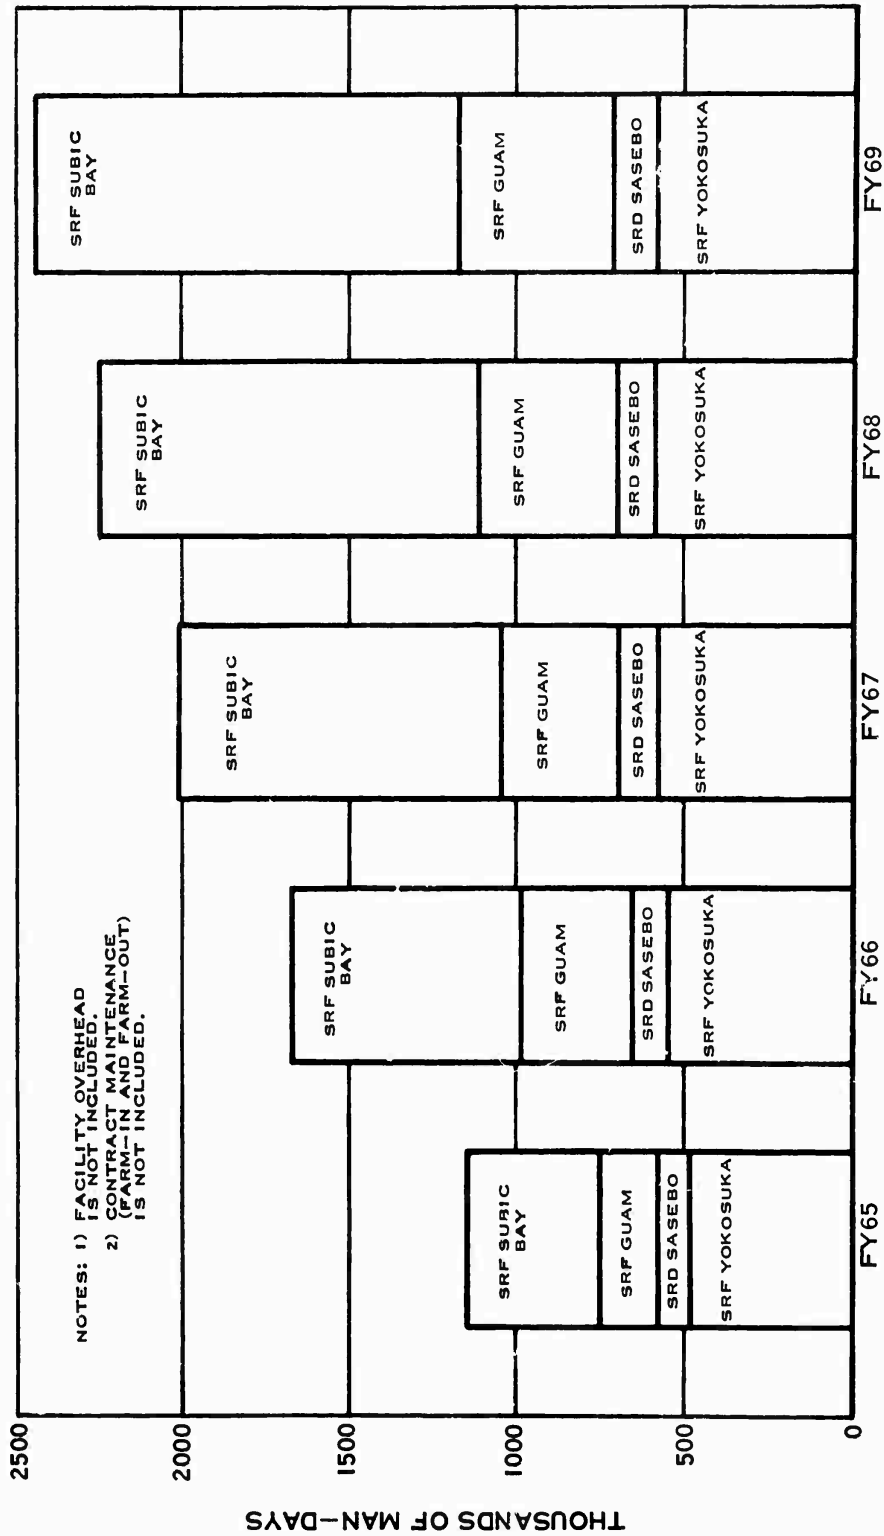 THOUSANDS OF MAN-DAYS
2500
2000
1500
1000
500
0
NOTES: 1) FACILITY OVERHEAD
IS NOT INCLUDED.
2) CONTRACT MAINTENANCE
(FARM-IN AND FARM-OUT)
IS NOT INCLUDED.
SRF SUBIC
BAY
SRF GUAM
SRD SASEBO
SRF YOKOSUKA
FY65
SRF SUBIC
BAY
SRF GUAM
SRD SASEBO
SRF YOKOSUKA
FY66
SRF SUBIC
BAY
SRF GUAM
SRD SASEBO
SRF YOKOSUKA
FY67
SRF SUBIC
BAY
SRF GUAM
SRD SASEBO
SRF YOKOSUKA
FY68
SRF SUBIC
BAY
SRF GUAM
SRD SASEBO
SRF YOKOSUKA
FY69